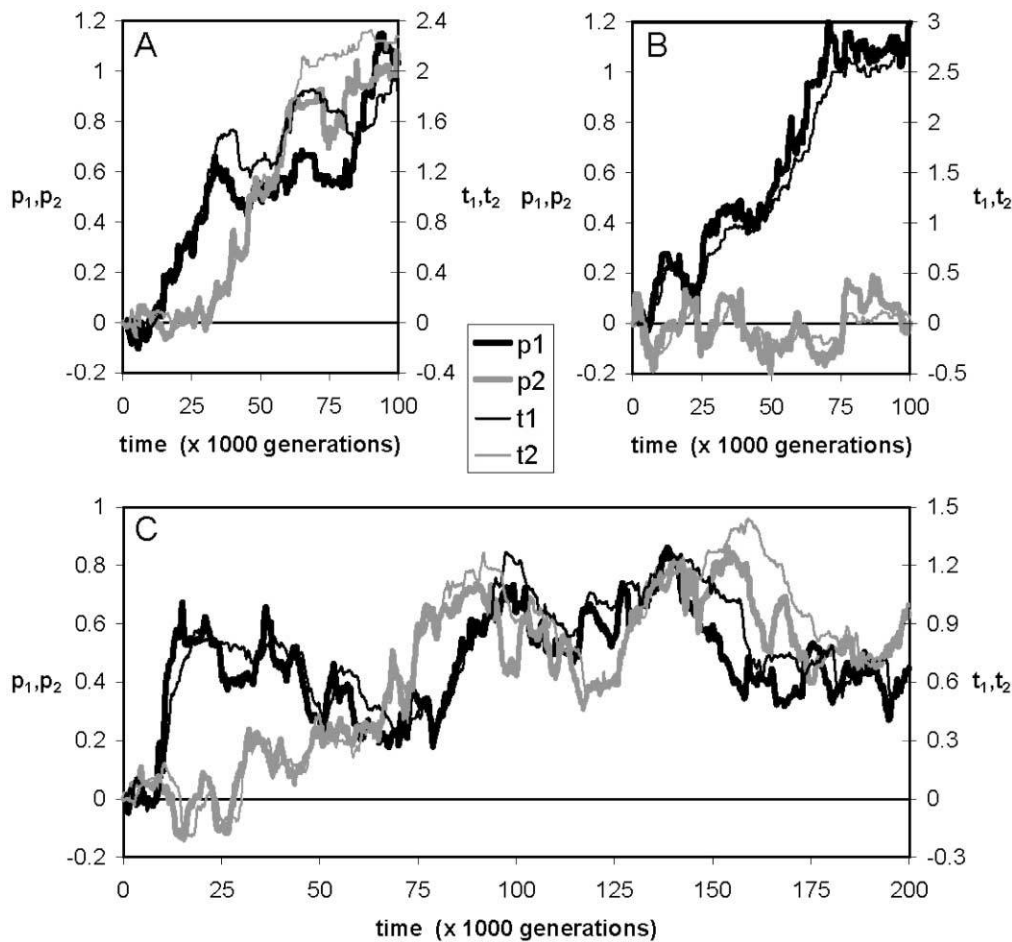 A
1.2
1
0.8
0.6
0.4
0.2
0
-0.2
p₁,p₂
2.4
2
1.6
1.2
0.8
0.4
0
-0.4
t₁,t₂
0 25 50 75 100
time (x 1000 generations)
B
1.2
1
0.8
0.6
0.4
0.2
0
-0.2
p₁,p₂
3
2.5
2
1.5
1
0.5
0
-0.5
t₁,t₂
0 25 50 75 100
time (x 1000 generations)
p1
p2
t1
t2
C
1
0.8
0.6
0.4
0.2
0
-0.2
p₁,p₂
1.5
1.2
0.9
0.6
0.3
0
-0.3
t₁,t₂
0 25 50 75 100 125 150 175 200
time (x 1000 generations)